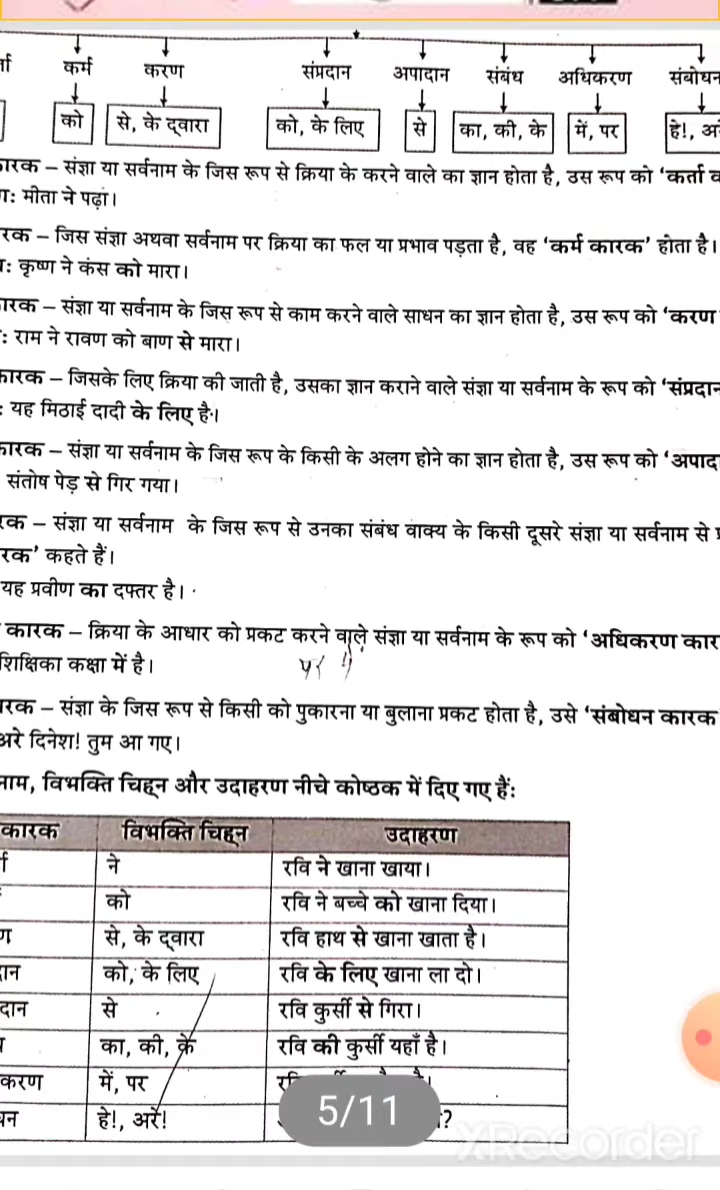 कर्म करण संप्रदान अपादान संबंध अधिकरण संबोधन
को से, के द्वारा को, के लिए से का, की, के में, पर हे!,
कारक – संज्ञा या सर्वनाम के जिस रूप से क्रिया के करने वाले का ज्ञान होता है, उस रूप को 'कर्ता
मीता ने पढ़ा।
रक – जिस संज्ञा अथवा सर्वनाम पर क्रिया का फल या प्रभाव पड़ता है, वह 'कर्म कारक' होता है।
कृष्ण ने कंस को मारा।
ारक – संज्ञा या सर्वनाम के जिस रूप से काम करने वाले साधन का ज्ञान होता है, उस रूप को 'करण
: राम ने रावण को बाण से मारा।
कारक – जिसके लिए क्रिया की जाती है, उसका ज्ञान कराने वाले संज्ञा या सर्वनाम के रूप को 'संप्रदान
: यह मिठाई दादी के लिए है।
कारक – संज्ञा या सर्वनाम के जिस रूप के किसी के अलग होने का ज्ञान होता है, उस रूप को 'अपाद
संतोष पेड़ से गिर गया।
रक – संज्ञा या सर्वनाम के जिस रूप से उनका संबंध वाक्य के किसी दूसरे संज्ञा या सर्वनाम से
रक' कहते हैं।
यह प्रवीण का दफ्तर है।
कारक – क्रिया के आधार को प्रकट करने वाले संज्ञा या सर्वनाम के रूप को 'अधिकरण कार
शिक्षिका कक्षा में है।
रक – संज्ञा के जिस रूप से किसी को पुकारना या बुलाना प्रकट होता है, उसे 'संबोधन कारक
अरे दिनेश! तुम आ गए।
नाम, विभक्ति चिह्न और उदाहरण नीचे कोष्ठक में दिए गए हैं:
कारक विभक्ति चिह्न उदाहरण
ने रवि ने खाना खाया।
को रवि ने बच्चे को खाना दिया।
ण से, के द्वारा रवि हाथ से खाना खाता है।
दान को, के लिए रवि के लिए खाना ला दो।
दान से रवि कुर्सी से गिरा।
का, की, के रवि की कुर्सी यहाँ है।
करण में, पर
धन हे!, अरे! ?
5/11
XRecorder